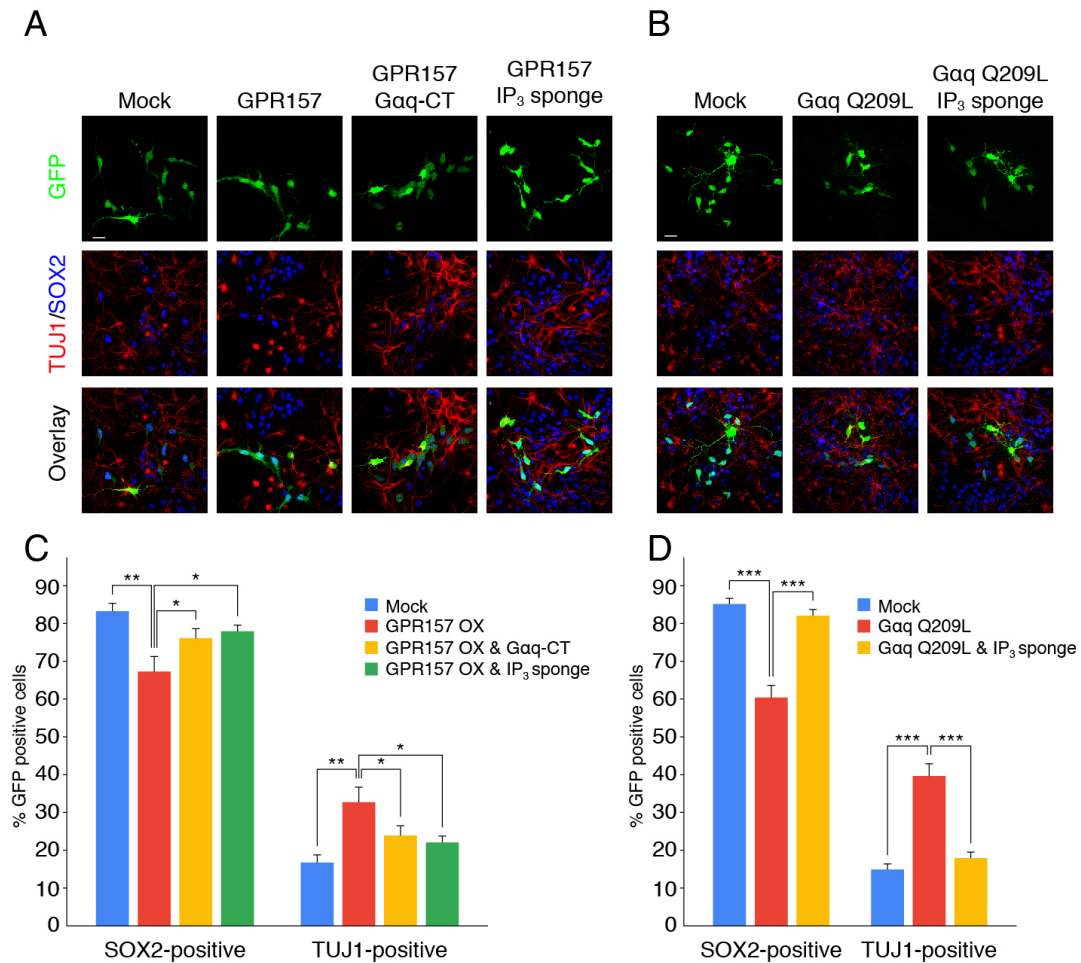 A
B
Mock
GPR157
GPR157
Gαq-CT
GPR157
IP₃ sponge
Mock
Gαq Q209L
Gαq Q209L
IP₃ sponge
GFP
TUJ1/SOX2
Overlay
C
% GFP positive cells
90
80
70
60
50
40
30
20
10
0
**
*
*
**
*
*
Mock
GPR157 OX
GPR157 OX & Gαq-CT
GPR157 OX & IP₃ sponge
SOX2-positive
TUJ1-positive
D
% GFP positive cells
90
80
70
60
50
40
30
20
10
0
***
***
***
***
Mock
Gαq Q209L
Gαq Q209L & IP₃ sponge
SOX2-positive
TUJ1-positive